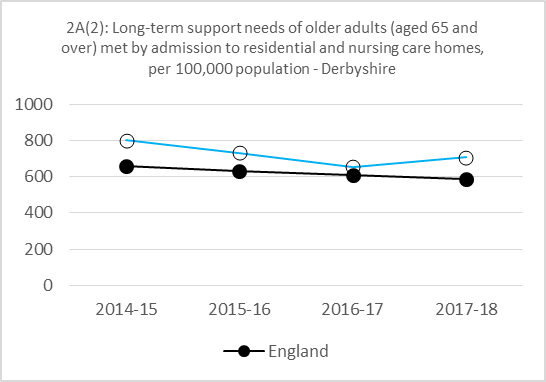 2A(2): Long-term support needs of older adults (aged 65 and
over) met by admission to residential and nursing care homes,
per 100,000 population - Derbyshire
1000
800
600
400
200
0
2014-15 2015-16 2016-17 2017-18
England